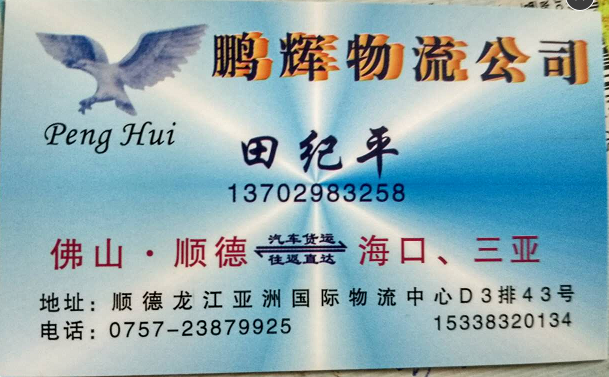 鹏辉物流公司
Peng Hui
田纪平
13702983258
佛山·顺德 汽车货运 海口、三亚
往返直达
地址：顺德龙江亚洲国际物流中心D3排43号
电话：0757-23879925 15338320134